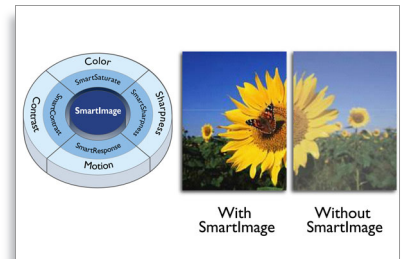 Color
SmartSaturate
Contrast
SmartContrast
SmartImage
SmartSharpness
Sharpness
SmartResponse
Motion
With
SmartImage
Without
SmartImage